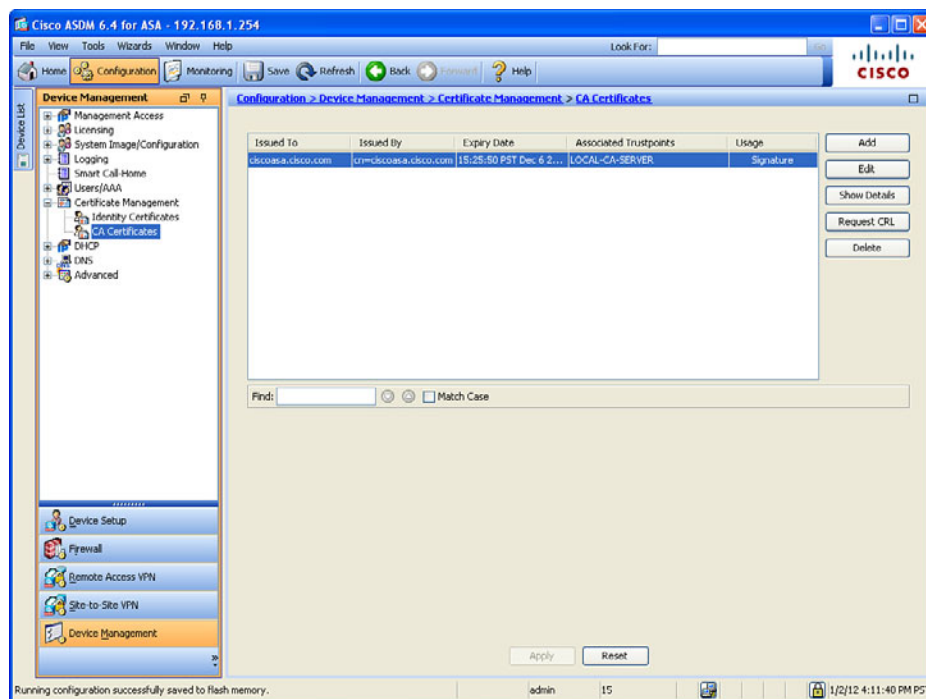 Cisco ASDM 6.4 for ASA - 192.168.1.254
File View Tools Wizards Window Help
Look For:
Go
Home Configuration Monitoring Save Refresh Back Forward Help
CISCO
Device List
Device Management
Management Access
Licensing
System Image/Configuration
Logging
Smart Call-Home
Users/AAA
Certificate Management
Identity Certificates
CA Certificates
DHCP
DNS
Advanced
Device Setup
Firewall
Remote Access VPN
Site-to-Site VPN
Device Management
Configuration > Device Management > Certificate Management > CA Certificates
Issued To Issued By Expiry Date Associated Trustpoints Usage
ciscoasa.cisco.com cn=ciscoasa.cisco.com 15:25:50 PST Dec 6 2... LOCAL-CA-SERVER Signature
Add
Edit
Show Details
Request CRL
Delete
Find: Match Case
Apply Reset
Running configuration successfully saved to flash memory. admin 15 1/2/12 4:11:40 PM PS